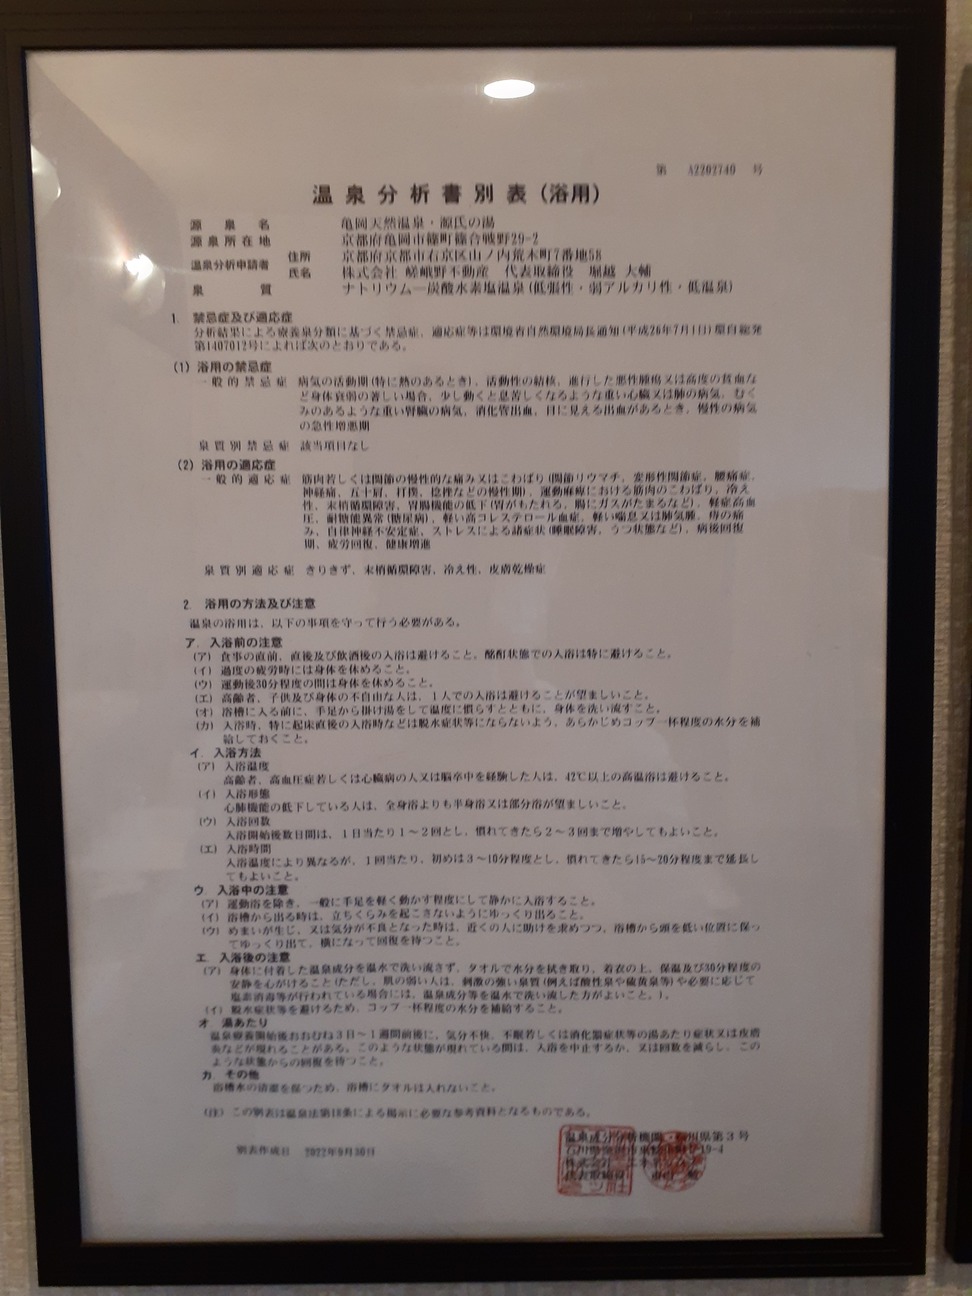 第 A2202740 号
温泉分析書別表(浴用)
源泉名 亀岡天然温泉・源氏の湯
源泉所在地 京都府亀岡市篠町篠合戦野29-2
温泉分析申請者 住所 京都府京都市右京区山ノ内荒木町7番地58
氏名 株式会社 嵯峨野不動産 代表取締役 堀越 大輔
泉質 ナトリウム―炭酸水素塩温泉(低張性・弱アルカリ性・低温泉)
1. 禁忌症及び適応症
分析結果による療養泉分類に基づく禁忌症、適応症等は環境省自然環境局長通知(平成26年7月1日)環自総発
第1407012号によれば次のとおりである。
(1) 浴用の禁忌症
一般的禁忌症 病気の活動期(特に熱のあるとき)、活動性の結核、進行した悪性腫瘍又は高度の貧血な
ど身体衰弱の著しい場合、少し動くと息苦しくなるような重い心臓又は肺の病気、むく
みのあるような重い腎臓の病気、消化管出血、目に見える出血があるとき、慢性の病気
の急性増悪期
泉質別禁忌症 該当項目なし
(2) 浴用の適応症
一般的適応症 筋肉若しくは関節の慢性的な痛み又はこわばり(関節リウマチ、変形性関節症、腰痛症、
神経痛、五十肩、打撲、捻挫などの慢性期)、運動麻痺における筋肉のこわばり、冷え
性、末梢循環障害、胃腸機能の低下(胃がもたれる、腸にガスがたまるなど)、軽症高血
圧、耐糖能異常(糖尿病)、軽い高コレステロール血症、軽い喘息又は肺気腫、痔の痛
み、自律神経不安定症、ストレスによる諸症状(睡眠障害、うつ状態など)、病後回復
期、疲労回復、健康増進
泉質別適応症 きりきず、末梢循環障害、冷え性、皮膚乾燥症
2. 浴用の方法及び注意
温泉の浴用は、以下の事項を守って行う必要がある。
ア. 入浴前の注意
(ア) 食事の直前、直後及び飲酒後の入浴は避けること。酩酊状態での入浴は特に避けること。
(イ) 過度の疲労時には身体を休めること。
(ウ) 運動後30分程度の間は身体を休めること。
(エ) 高齢者、子供及び身体の不自由な人は、1人での入浴は避けることが望ましいこと。
(オ) 浴槽に入る前に、手足から掛け湯をして温度に慣らすとともに、身体を洗い流すこと。
(カ) 入浴時、特に起床直後の入浴時などは脱水症状等にならないよう、あらかじめコップ一杯程度の水分を補
給しておくこと。
イ. 入浴方法
(ア) 入浴温度
高齢者、高血圧症若しくは心臓病の人又は脳卒中を経験した人は、42℃以上の高温浴は避けること。
(イ) 入浴形態
心肺機能の低下している人は、全身浴よりも半身浴又は部分浴が望ましいこと。
(ウ) 入浴回数
入浴開始後数日間は、1日当たり1～2回とし、慣れてきたら2～3回まで増やしてもよいこと。
(エ) 入浴時間
入浴温度により異なるが、1回当たり、初めは3～10分程度とし、慣れてきたら15～20分程度まで延長し
てもよいこと。
ウ. 入浴中の注意
(ア) 運動浴を除き、一般に手足を軽く動かす程度にして静かに入浴すること。
(イ) 浴槽から出る時は、立ちくらみを起こさないようにゆっくり出ること。
(ウ) めまいが生じ、又は気分が不良となった時は、近くの人に助けを求めつつ、浴槽から頭を低い位置に保っ
てゆっくり出て、横になって回復を待つこと。
エ. 入浴後の注意
(ア) 身体に付着した温泉成分を温水で洗い流さず、タオルで水分を拭き取り、着衣の上、保温及び30分程度の
安静を心がけること(ただし、肌の弱い人は、刺激の強い泉質(例えば酸性泉や硫黄泉等)や必要に応じて
塩素消毒等が行われている場合には、温泉成分等を温水で洗い流した方がよいこと。)。
(イ) 脱水症状等を避けるため、コップ一杯程度の水分を補給すること。
オ. 湯あたり
温泉療養開始後おおむね3日～1週間前後に、気分不快、不眠若しくは消化器症状等の湯あたり症状又は皮膚
炎などが現れることがある。このような状態が現れている間は、入浴を中止するか、又は回数を減らし、この
ような状態からの回復を待つこと。
カ. その他
浴槽水の清潔を保つため、浴槽にタオルは入れないこと。
(注) この別表は温泉法第18条による掲示に必要な参考資料となるものである。
別表作成日 2022年9月30日
温泉成分分析機関 川県第3号
19-4
株式会社
代表取締役